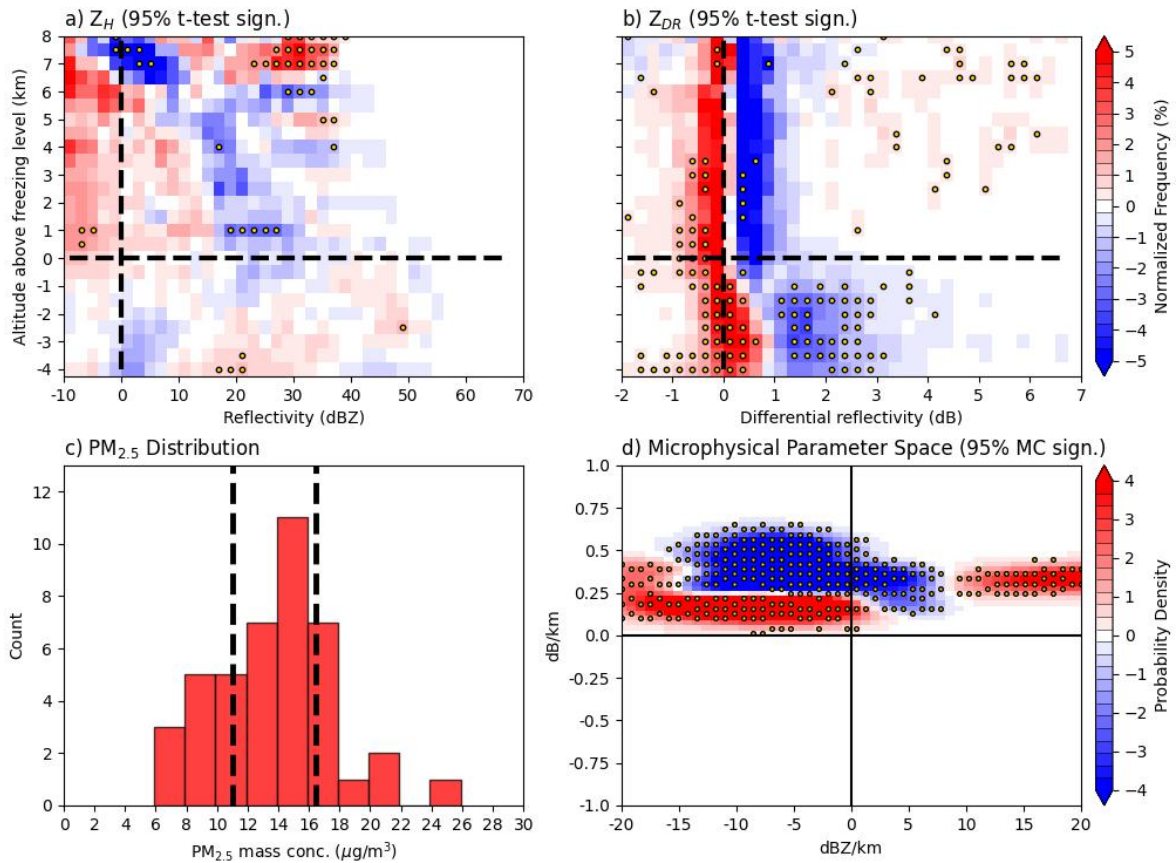 a) Z_H (95% t-test sign.)
b) Z_DR (95% t-test sign.)
Altitude above freezing level (km)
8
7
6
5
4
3
2
1
0
-1
-2
-3
-4
-10 0 10 20 30 40 50 60 70
Reflectivity (dBZ)
-2 -1 0 1 2 3 4 5 6 7
Differential reflectivity (dB)
5
4
3
2
1
0
−1
−2
−3
−4
−5
Normalized Frequency (%)
c) PM_2.5 Distribution
d) Microphysical Parameter Space (95% MC sign.)
Count
12
10
8
6
4
2
0
0 2 4 6 8 10 12 14 16 18 20 22 24 26 28 30
PM_2.5 mass conc. (μg/m³)
dB/km
1.0
0.75
0.5
0.25
0.0
-0.25
-0.5
-0.75
-1.0
-20 -15 -10 -5 0 5 10 15 20
dBZ/km
4
3
2
1
0
−1
−2
−3
−4
Probability Density